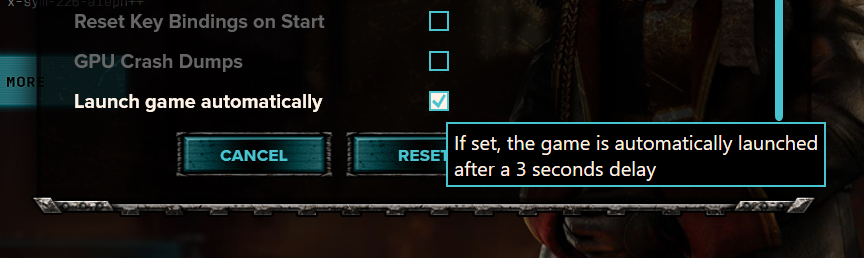 Reset Key Bindings on Start
GPU Crash Dumps
MORE
Launch game automatically
If set, the game is automatically launched
after a 3 seconds delay
CANCEL
RESET